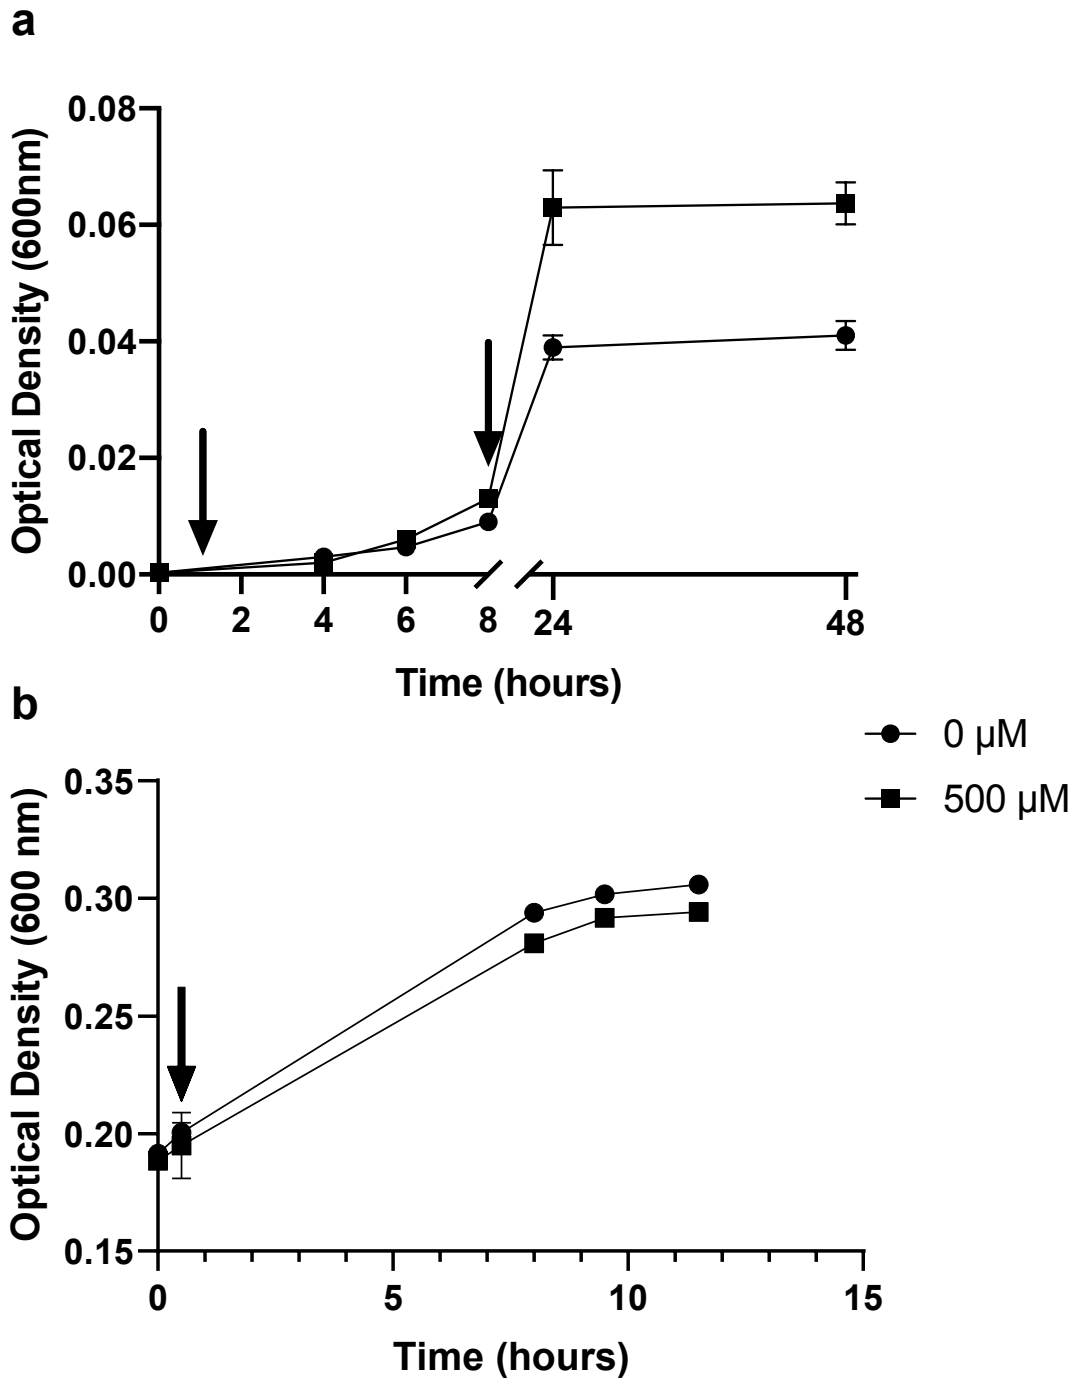 a
Optical Density (600nm)
0.08
0.06
0.04
0.02
0.00
0 2 4 6 8 24 48
Time (hours)
b
0 µM
500 µM
Optical Density (600 nm)
0.35
0.30
0.25
0.20
0.15
0 5 10 15
Time (hours)